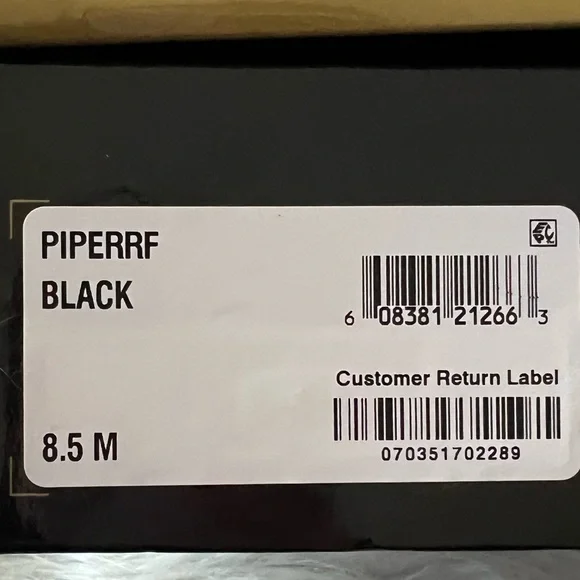 PIPERRF
BLACK
6 08381 21266 3
Customer Return Label
070351702289
8.5 M